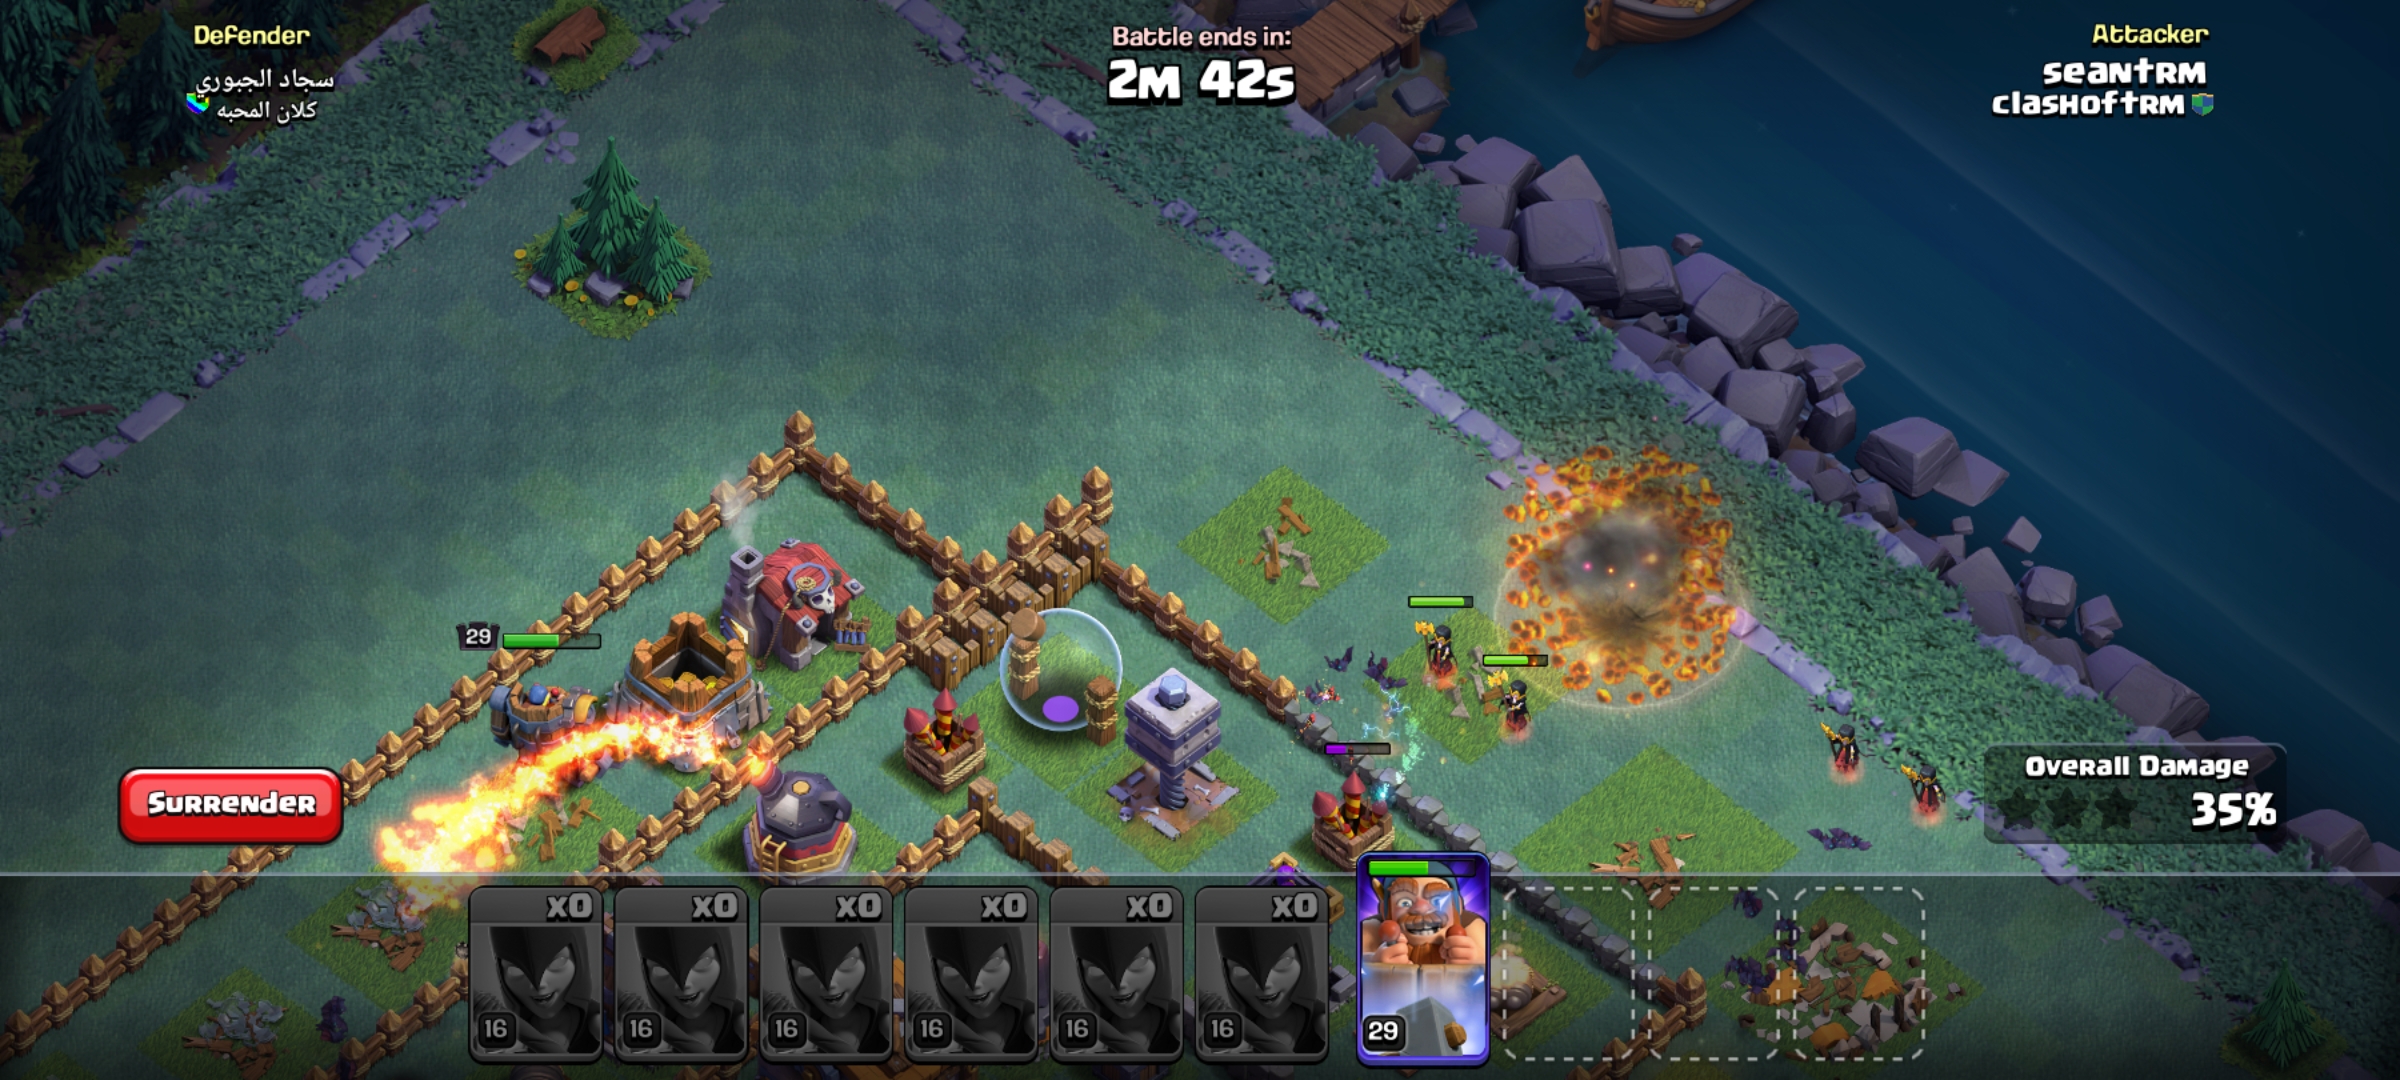 Defender
سجاد الجبوري
كلان المحبه
Battle ends in:
2M 42s
Attacker
seantRM
clashoftRM
29
Surrender
Overall Damage
35%
x0
x0
x0
x0
x0
x0
16
16
16
16
16
16
29